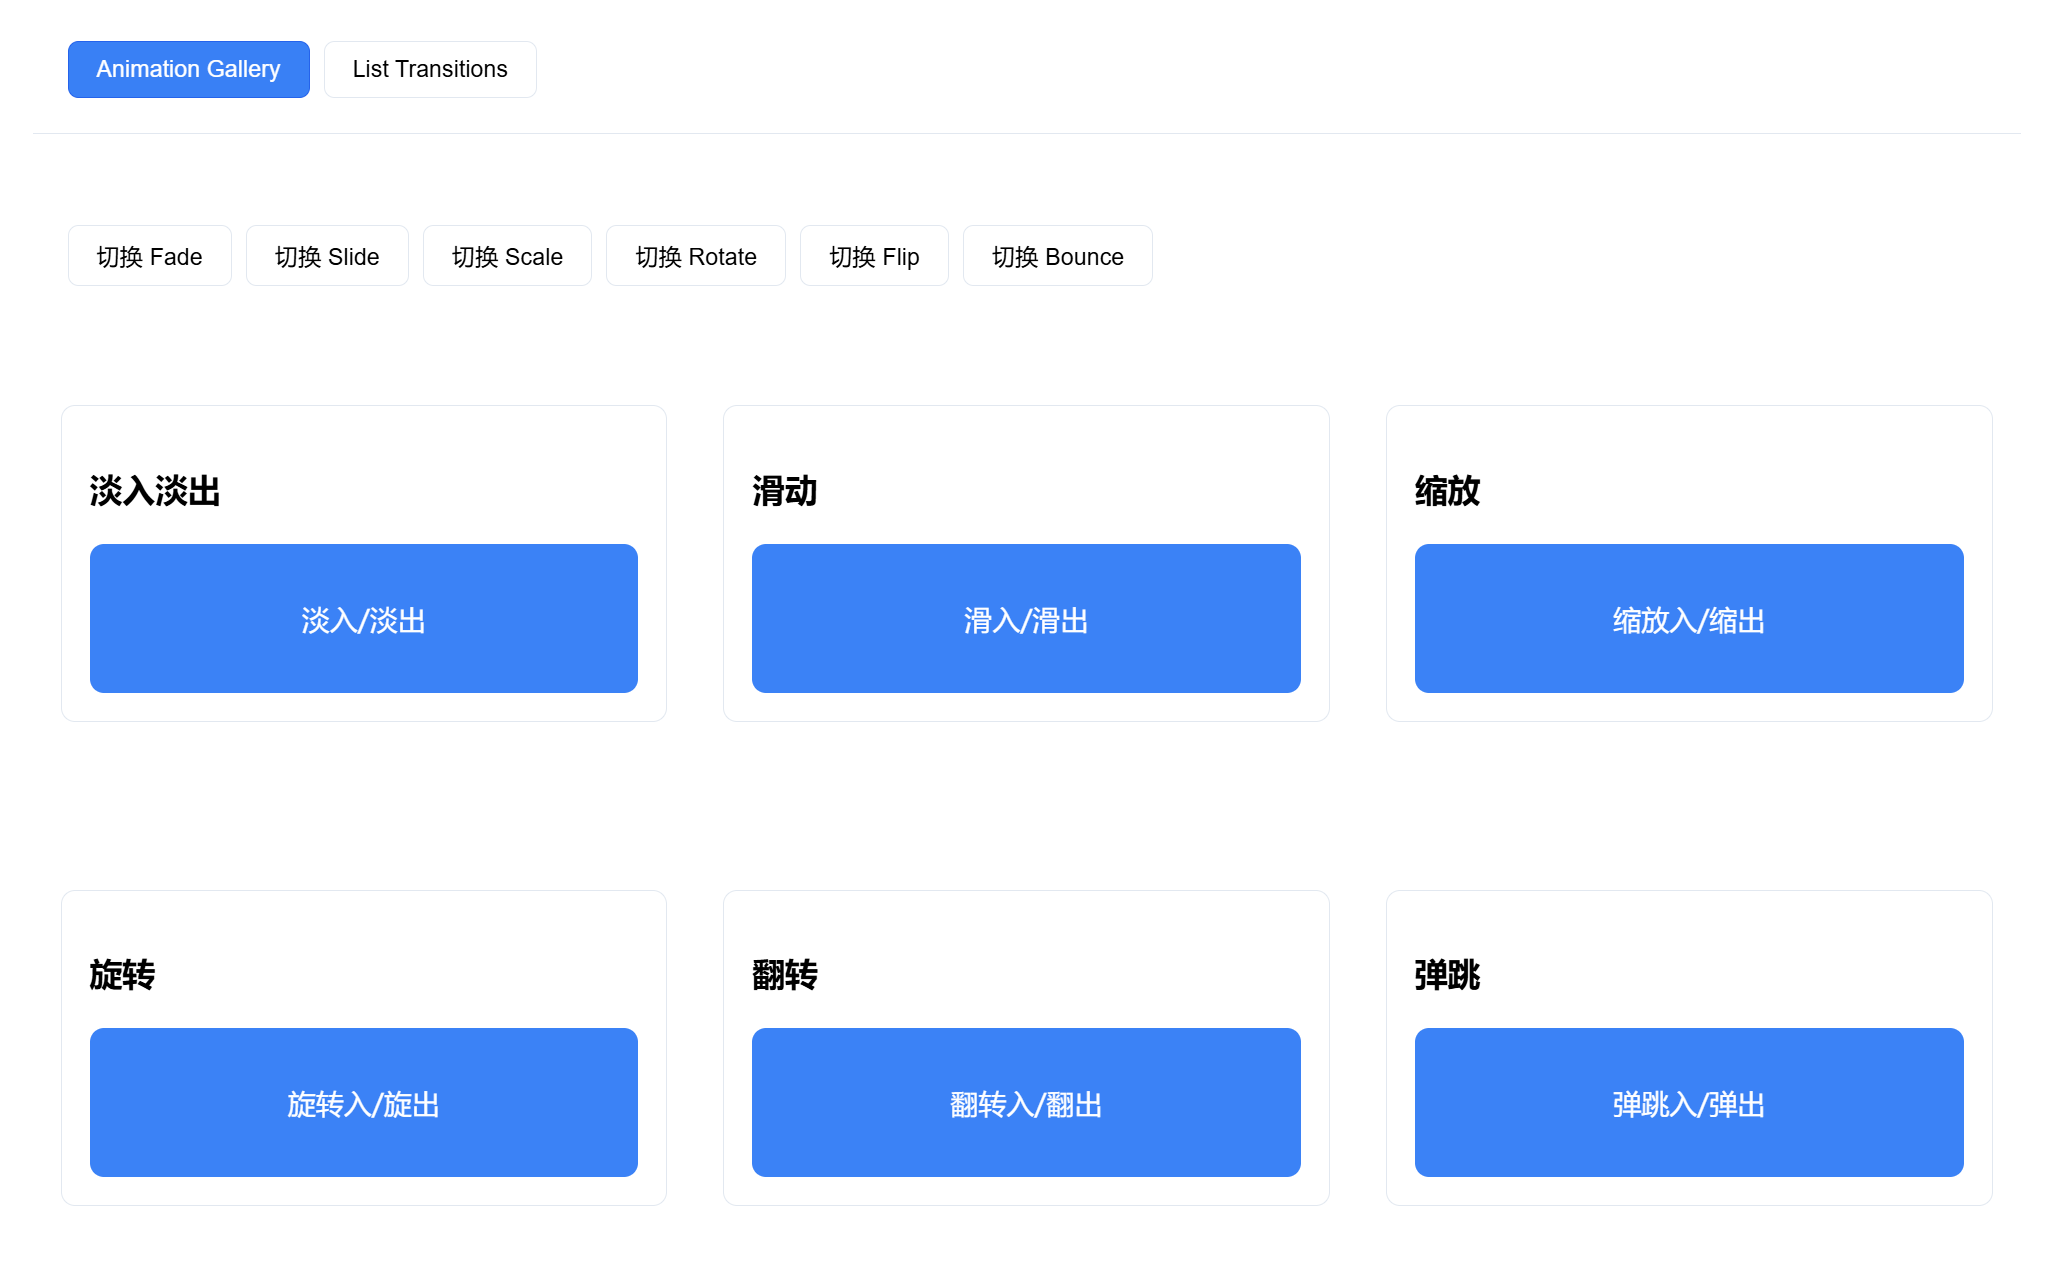 Animation Gallery
List Transitions
切换 Fade
切换 Slide
切换 Scale
切换 Rotate
切换 Flip
切换 Bounce
淡入淡出
淡入/淡出
滑动
滑入/滑出
缩放
缩放入/缩出
旋转
旋转入/旋出
翻转
翻转入/翻出
弹跳
弹跳入/弹出